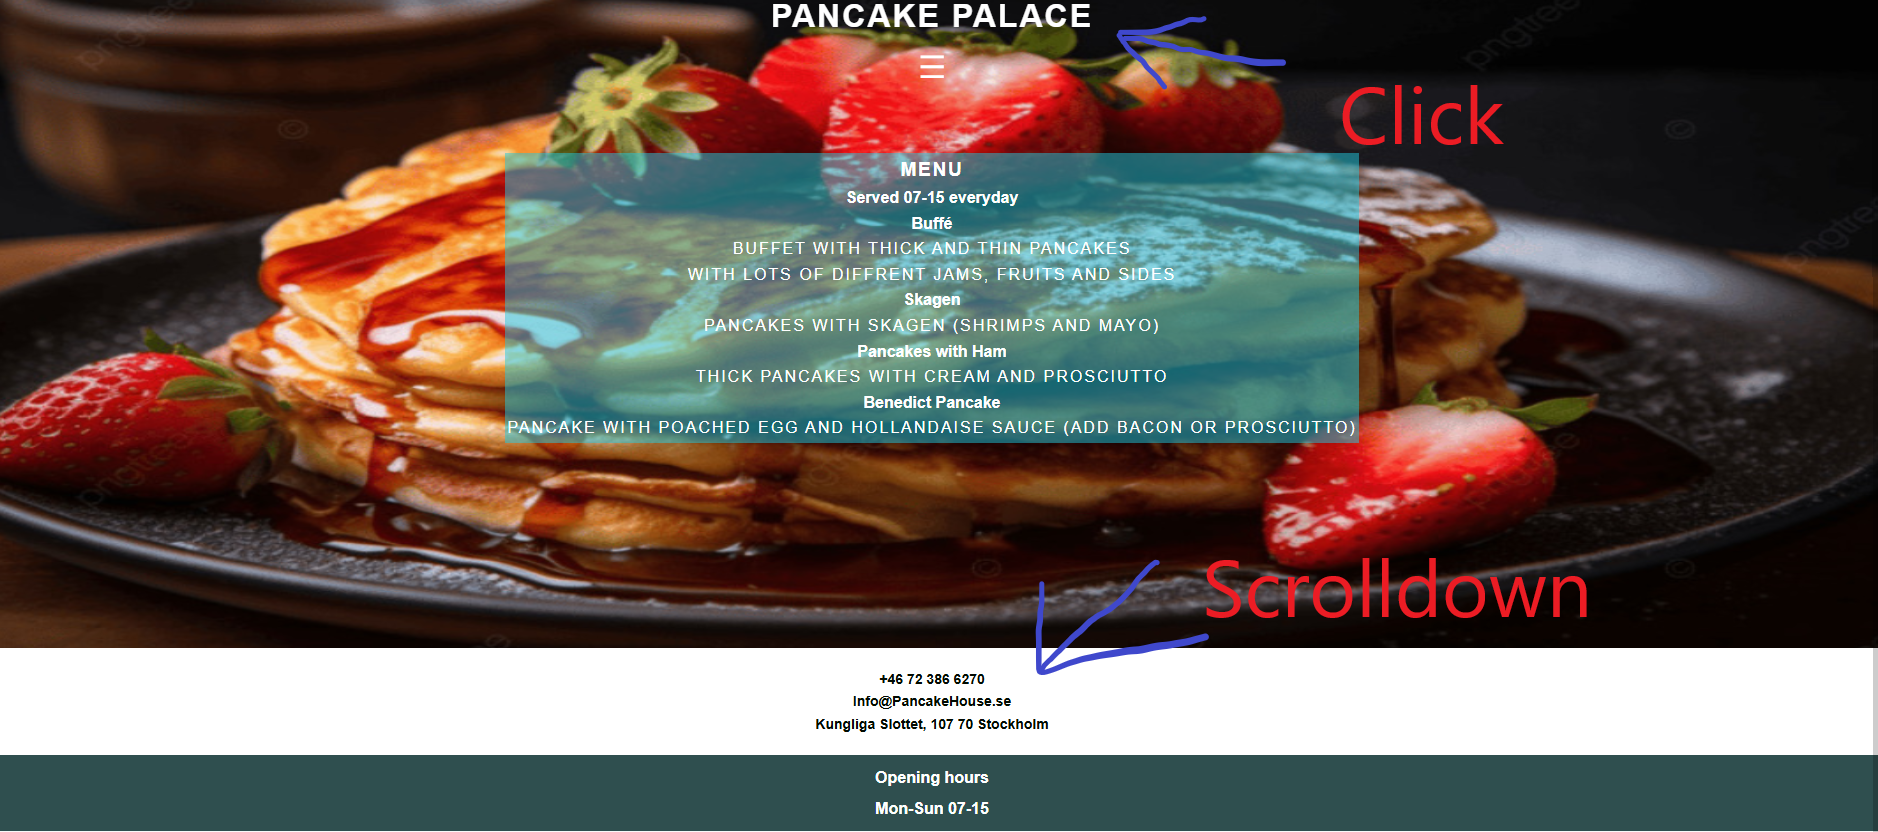 PANCAKE PALACE
Click
MENU
Served 07-15 everyday
Buffé
BUFFET WITH THICK AND THIN PANCAKES
WITH LOTS OF DIFFRENT JAMS, FRUITS AND SIDES
Skagen
PANCAKES WITH SKAGEN (SHRIMPS AND MAYO)
Pancakes with Ham
THICK PANCAKES WITH CREAM AND PROSCIUTTO
Benedict Pancake
PANCAKE WITH POACHED EGG AND HOLLANDAISE SAUCE (ADD BACON OR PROSCIUTTO)
Scrolldown
+46 72 386 6270
Info@PancakeHouse.se
Kungliga Slottet, 107 70 Stockholm
Opening hours
Mon-Sun 07-15